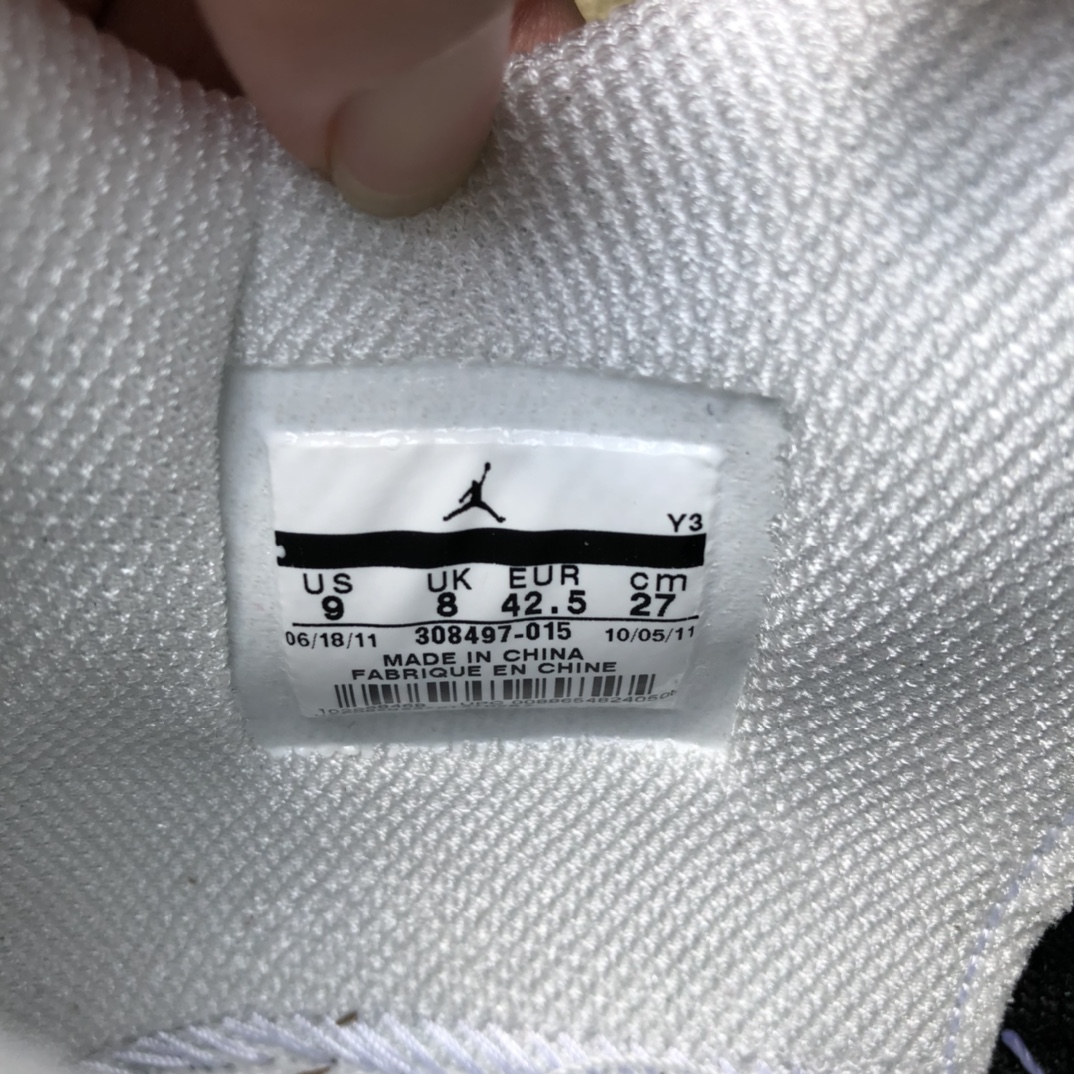 Y3
US UK EUR cm
9 8 42.5 27
06/18/11 308497-015 10/05/11
MADE IN CHINA
FABRIQUE EN CHINE
UPC